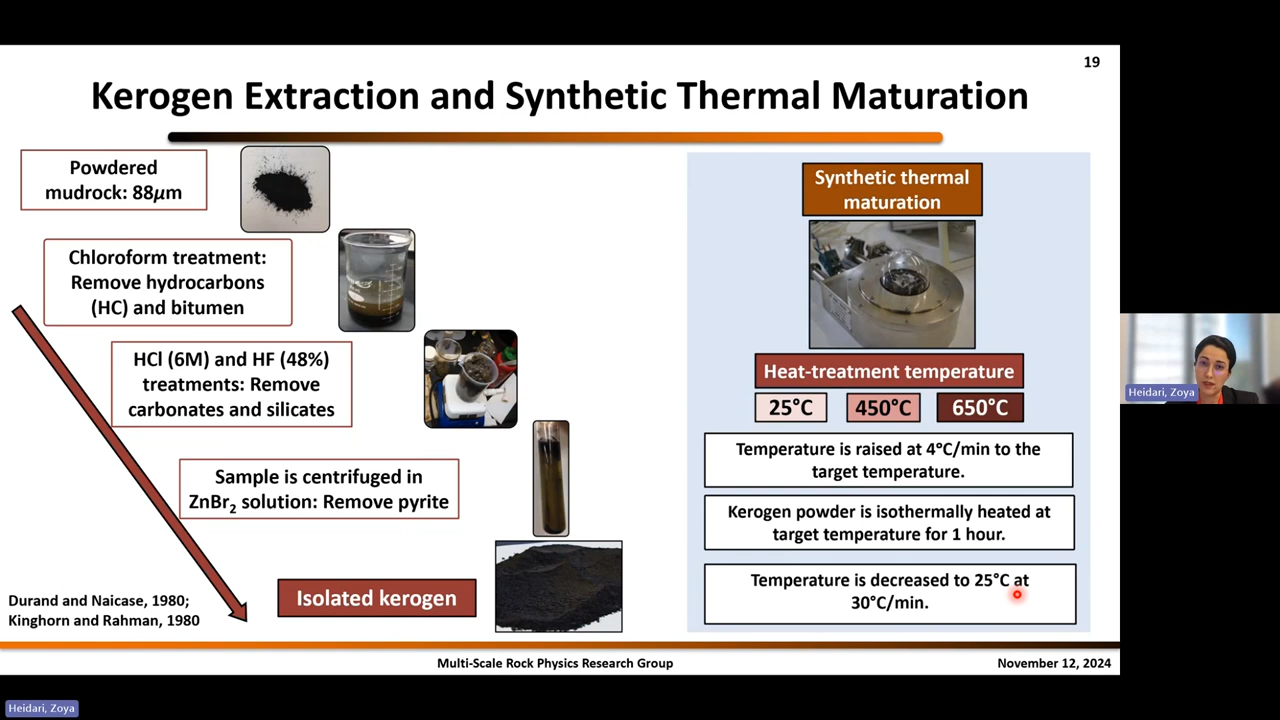 19
Kerogen Extraction and Synthetic Thermal Maturation
Powdered
mudrock: 88μm
Chloroform treatment:
Remove hydrocarbons
(HC) and bitumen
HCl (6M) and HF (48%)
treatments: Remove
carbonates and silicates
Sample is centrifuged in
ZnBr₂ solution: Remove pyrite
Isolated kerogen
Durand and Naicase, 1980;
Kinghorn and Rahman, 1980
Synthetic thermal
maturation
Heat-treatment temperature
25°C 450°C 650°C
Temperature is raised at 4°C/min to the
target temperature.
Kerogen powder is isothermally heated at
target temperature for 1 hour.
Temperature is decreased to 25°C at
30°C/min.
Multi-Scale Rock Physics Research Group
November 12, 2024
Heidari, Zoya
Heidari, Zoya